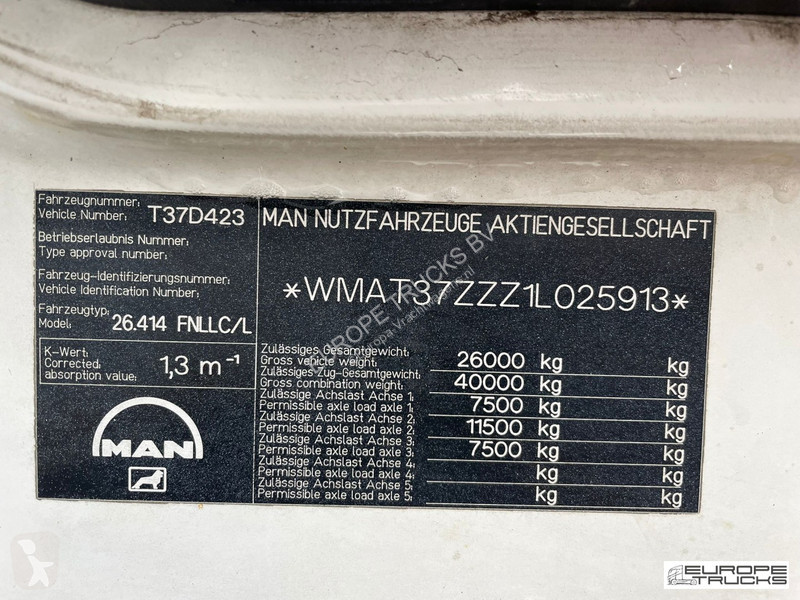 Fahrzeugnummer:
Vehicle Number: T37D423
Betriebserlaubnis Nummer:
Type approval number:
Fahrzeug-Identifizierungsnummer:
Vehicle Identification Number:
Fahrzeugtyp:
Model: 26.414 FNLLC/L
K-Wert:
Corrected absorption value: 1,3 m⁻¹
MAN
MAN NUTZFAHRZEUGE AKTIENGESELLSCHAFT
*WMAT37ZZZ1L025913*
Zulässiges Gesamtgewicht:
Gross vehicle weight: 26000 kg kg
Zulässiges Zug-Gesamtgewicht:
Gross combination weight: 40000 kg kg
Zulässige Achslast Achse 1:
Permissible axle load axle 1: 7500 kg kg
Zulässige Achslast Achse 2:
Permissible axle load axle 2: 11500 kg kg
Zulässige Achslast Achse 3:
Permissible axle load axle 3: 7500 kg kg
Zulässige Achslast Achse 4:
Permissible axle load axle 4: kg kg
Zulässige Achslast Achse 5:
Permissible axle load axle 5: kg kg
EUROPE TRUCKS BV
EUROPE
TRUCKS